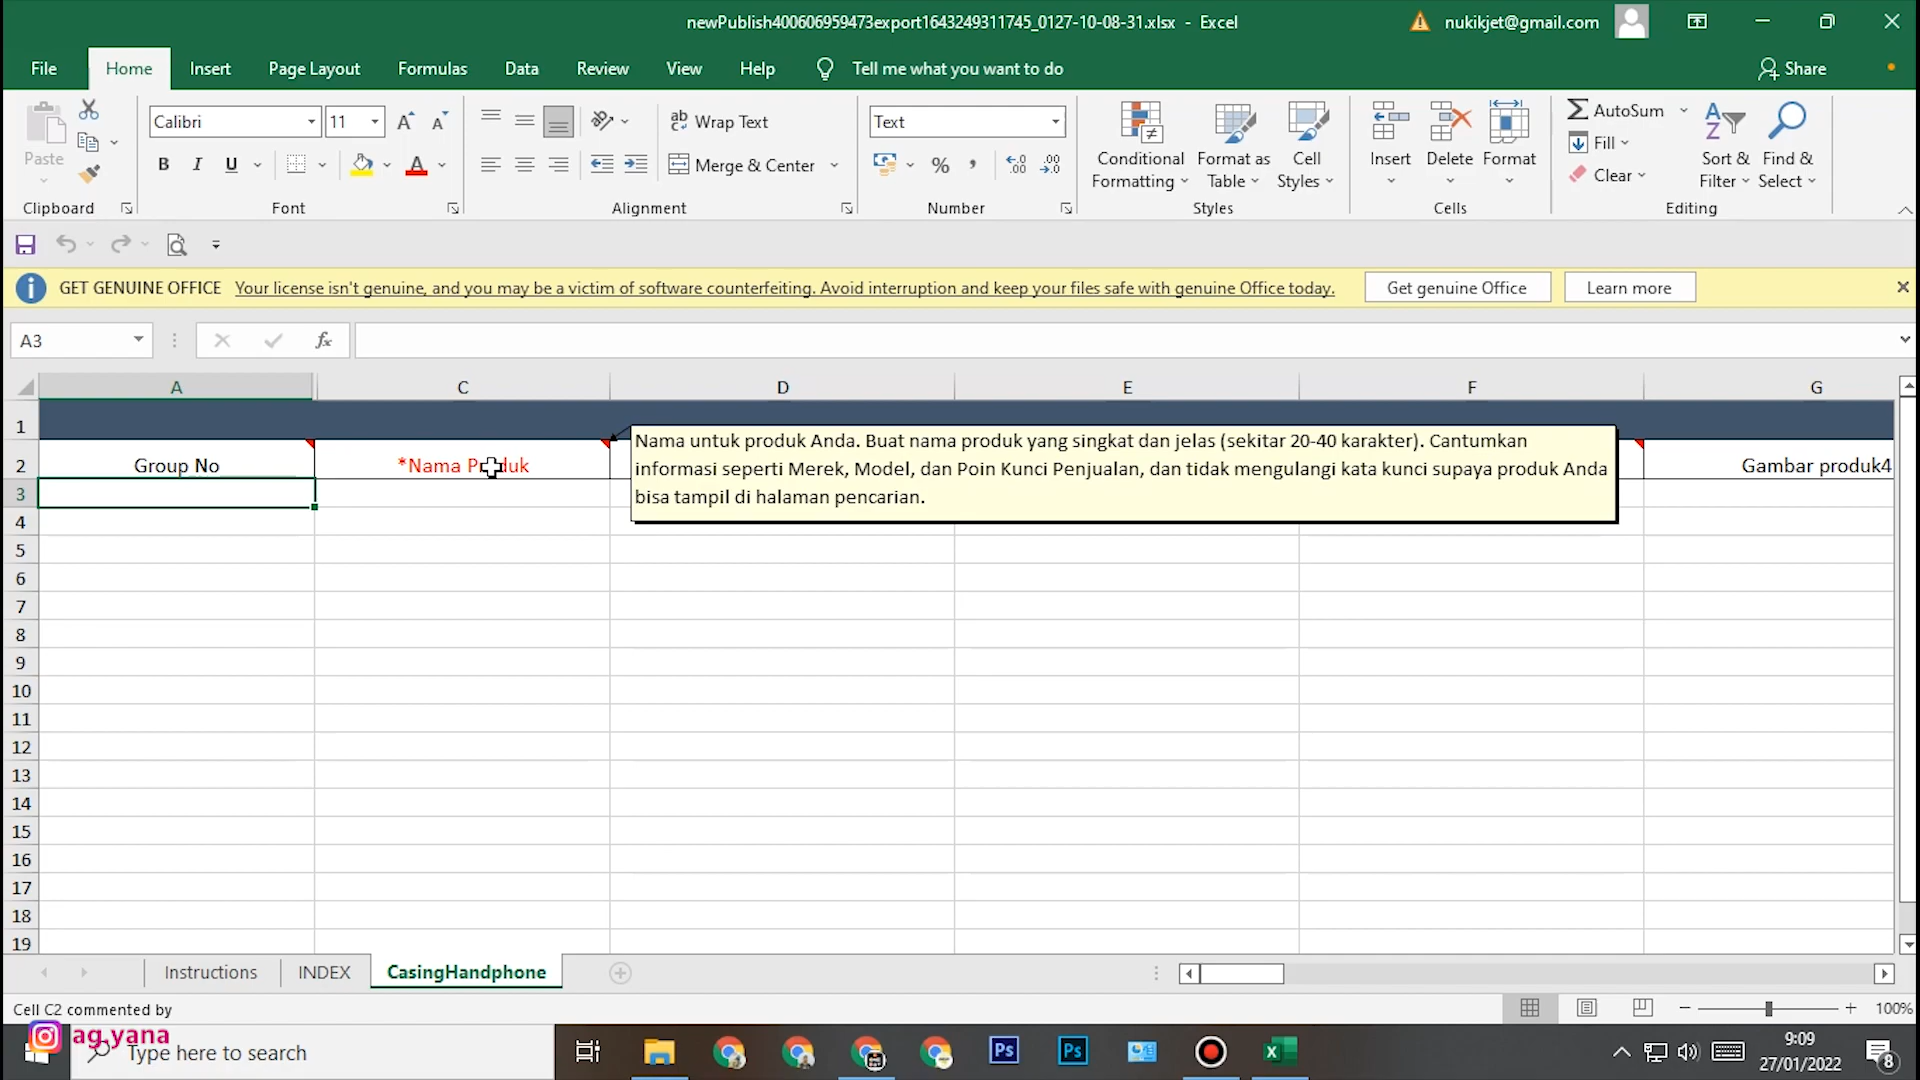 newPublish400606959473export1643249311745_0127-10-08-31.xlsx - Excel
nukikjet@gmail.com
File Home Insert Page Layout Formulas Data Review View Help Tell me what you want to do Share
Calibri 11 Wrap Text Text AutoSum
Paste Fill
B I U Merge & Center % , Conditional Format as Cell Insert Delete Format Sort & Find &
Formatting Table Styles Clear Filter Select
Clipboard Font Alignment Number Styles Cells Editing
GET GENUINE OFFICE Your license isn't genuine, and you may be a victim of software counterfeiting. Avoid interruption and keep your files safe with genuine Office today. Get genuine Office Learn more
A3 fx
A C D E F G
1
2 Group No *Nama Produk Gambar produk4
Nama untuk produk Anda. Buat nama produk yang singkat dan jelas (sekitar 20-40 karakter). Cantumkan
informasi seperti Merek, Model, dan Poin Kunci Penjualan, dan tidak mengulangi kata kunci supaya produk Anda
bisa tampil di halaman pencarian.
3
4
5
6
7
8
9
10
11
12
13
14
15
16
17
18
19
Instructions INDEX CasingHandphone
Cell C2 commented by
100%
ag.yana
Type here to search
Ps Ps
9:09
27/01/2022
8